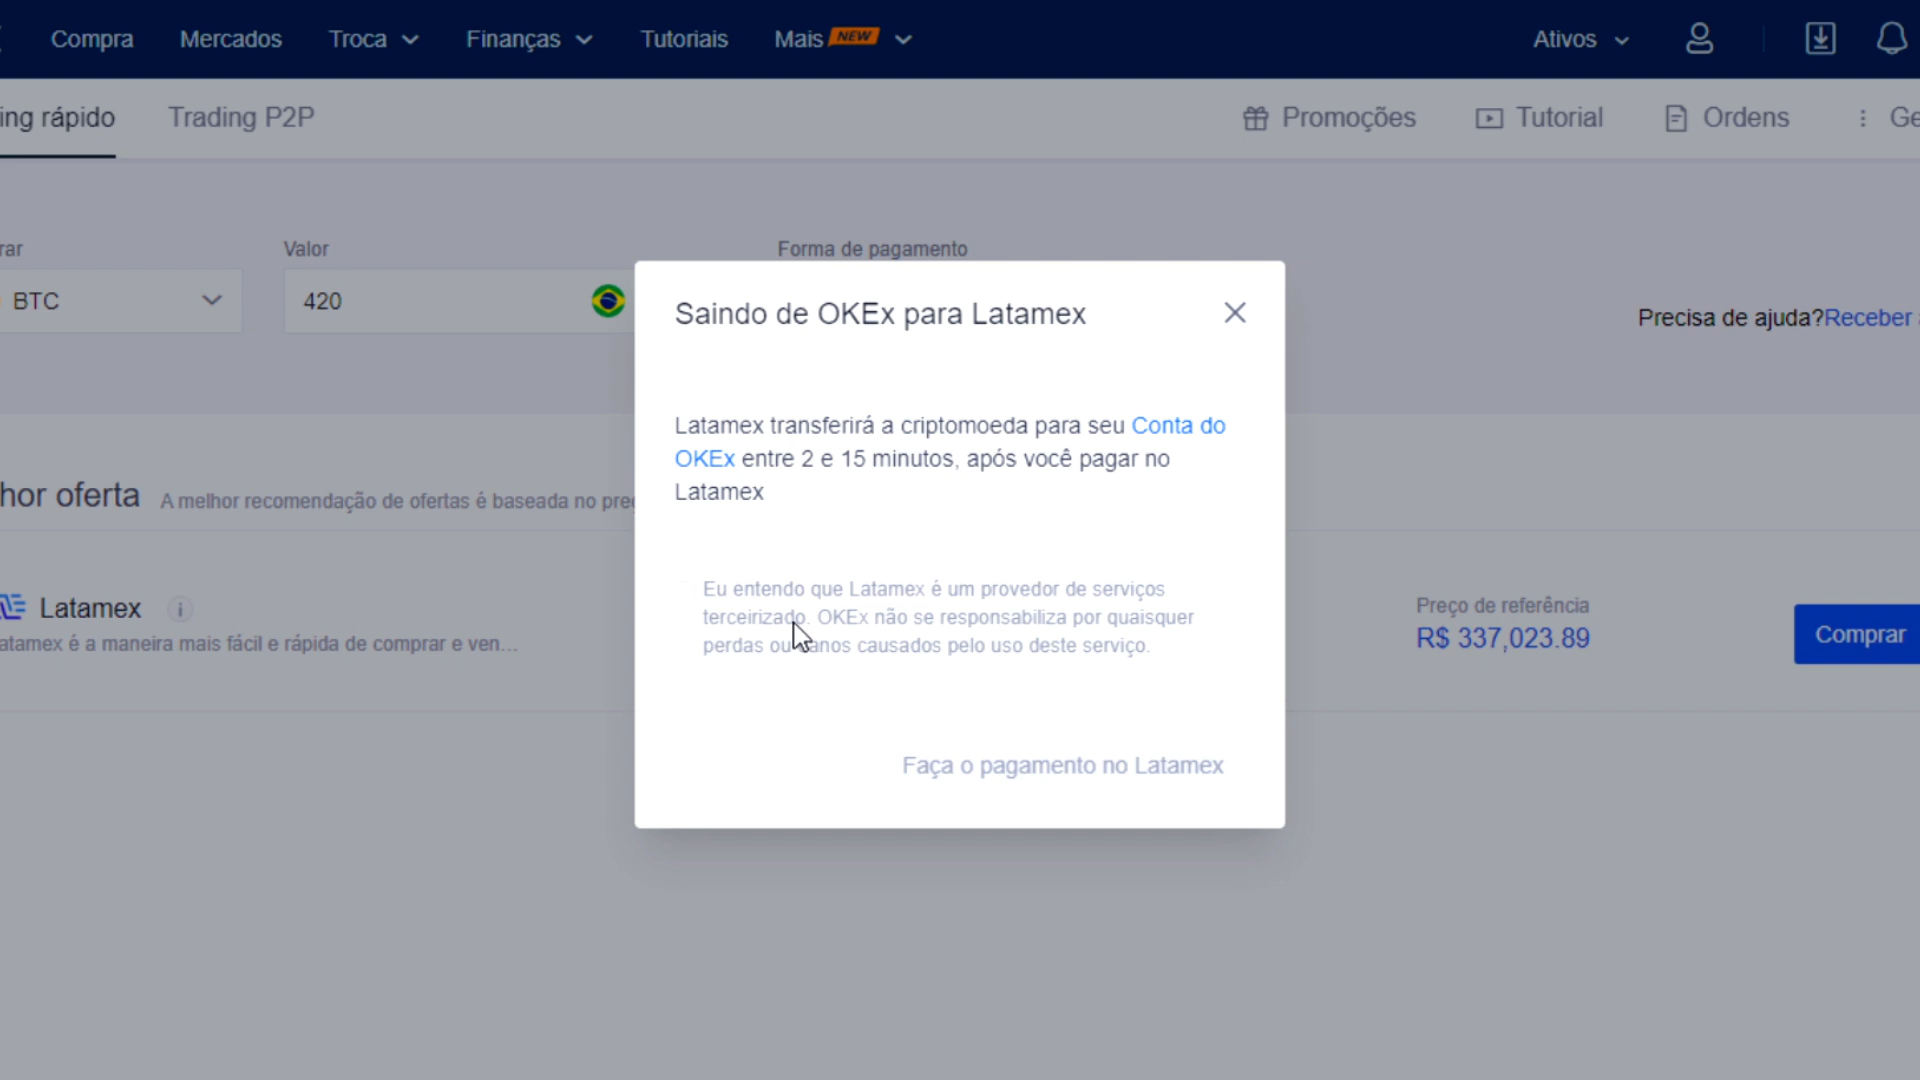 Compra Mercados Troca Finanças Tutoriais Mais NEW Ativos
ing rápido Trading P2P Promoções Tutorial Ordens Ge
rar Valor Forma de pagamento
BTC 420
Precisa de ajuda?Receber
Saindo de OKEx para Latamex
Latamex transferirá a criptomoeda para seu Conta do
OKEx entre 2 e 15 minutos, após você pagar no
Latamex
hor oferta A melhor recomendação de ofertas é baseada no pre
Eu entendo que Latamex é um provedor de serviços
terceirizado. OKEx não se responsabiliza por quaisquer
perdas ou danos causados pelo uso deste serviço.
Latamex
atamex é a maneira mais fácil e rápida de comprar e ven...
Preço de referência
R$ 337,023.89
Comprar
Faça o pagamento no Latamex